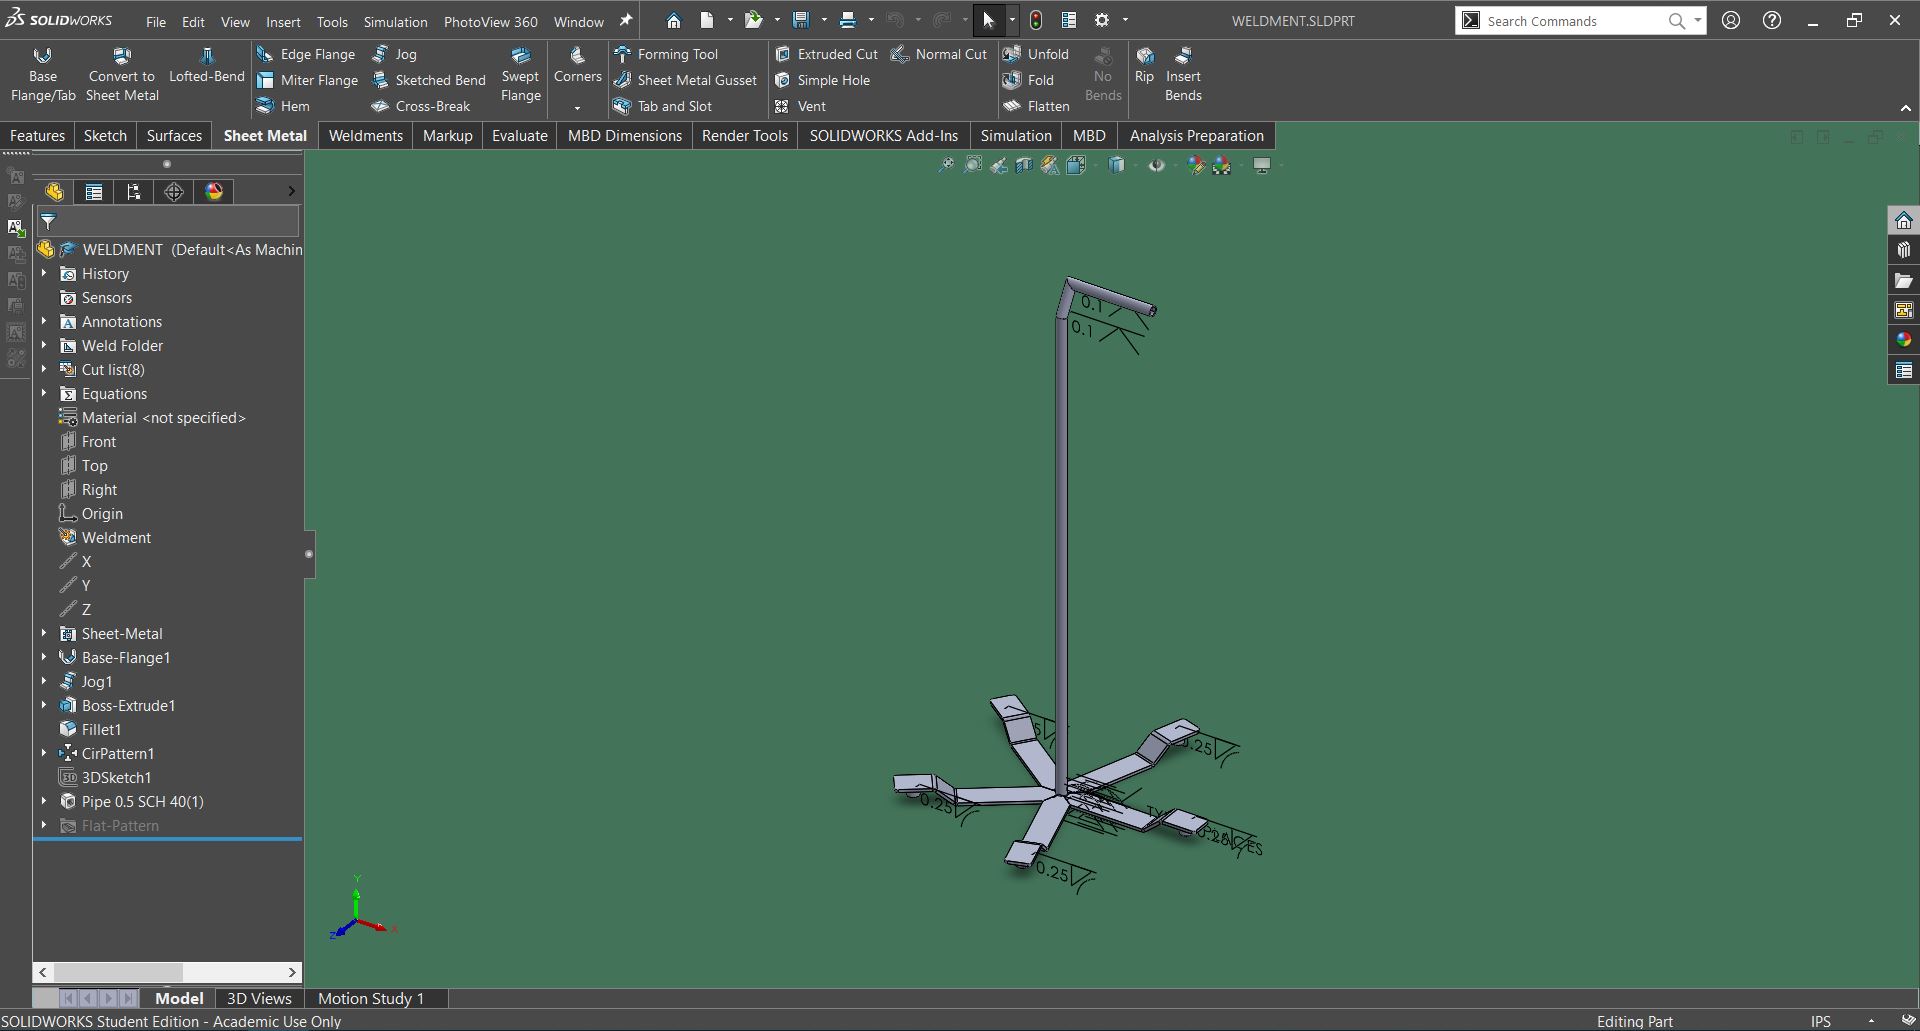 SOLIDWORKS File Edit View Insert Tools Simulation PhotoView 360 Window WELDMENT.SLDPRT Search Commands
Base Flange/Tab
Convert to Sheet Metal
Lofted-Bend
Edge Flange
Miter Flange
Hem
Jog
Sketched Bend
Cross-Break
Swept Flange
Corners
Forming Tool
Sheet Metal Gusset
Tab and Slot
Extruded Cut
Simple Hole
Vent
Normal Cut
Unfold
Fold
Flatten
No Bends
Rip
Insert Bends
Features Sketch Surfaces Sheet Metal Weldments Markup Evaluate MBD Dimensions Render Tools SOLIDWORKS Add-Ins Simulation MBD Analysis Preparation
WELDMENT (Default<As Machin
History
Sensors
Annotations
Weld Folder
Cut list(8)
Equations
Material <not specified>
Front
Top
Right
Origin
Weldment
X
Y
Z
Sheet-Metal
Base-Flange1
Jog1
Boss-Extrude1
Fillet1
CirPattern1
3DSketch1
Pipe 0.5 SCH 40(1)
Flat-Pattern
0.1
0.1
0.25
0.25
0.25
Y
X
Z
Model 3D Views Motion Study 1
SOLIDWORKS Student Edition - Academic Use Only Editing Part IPS